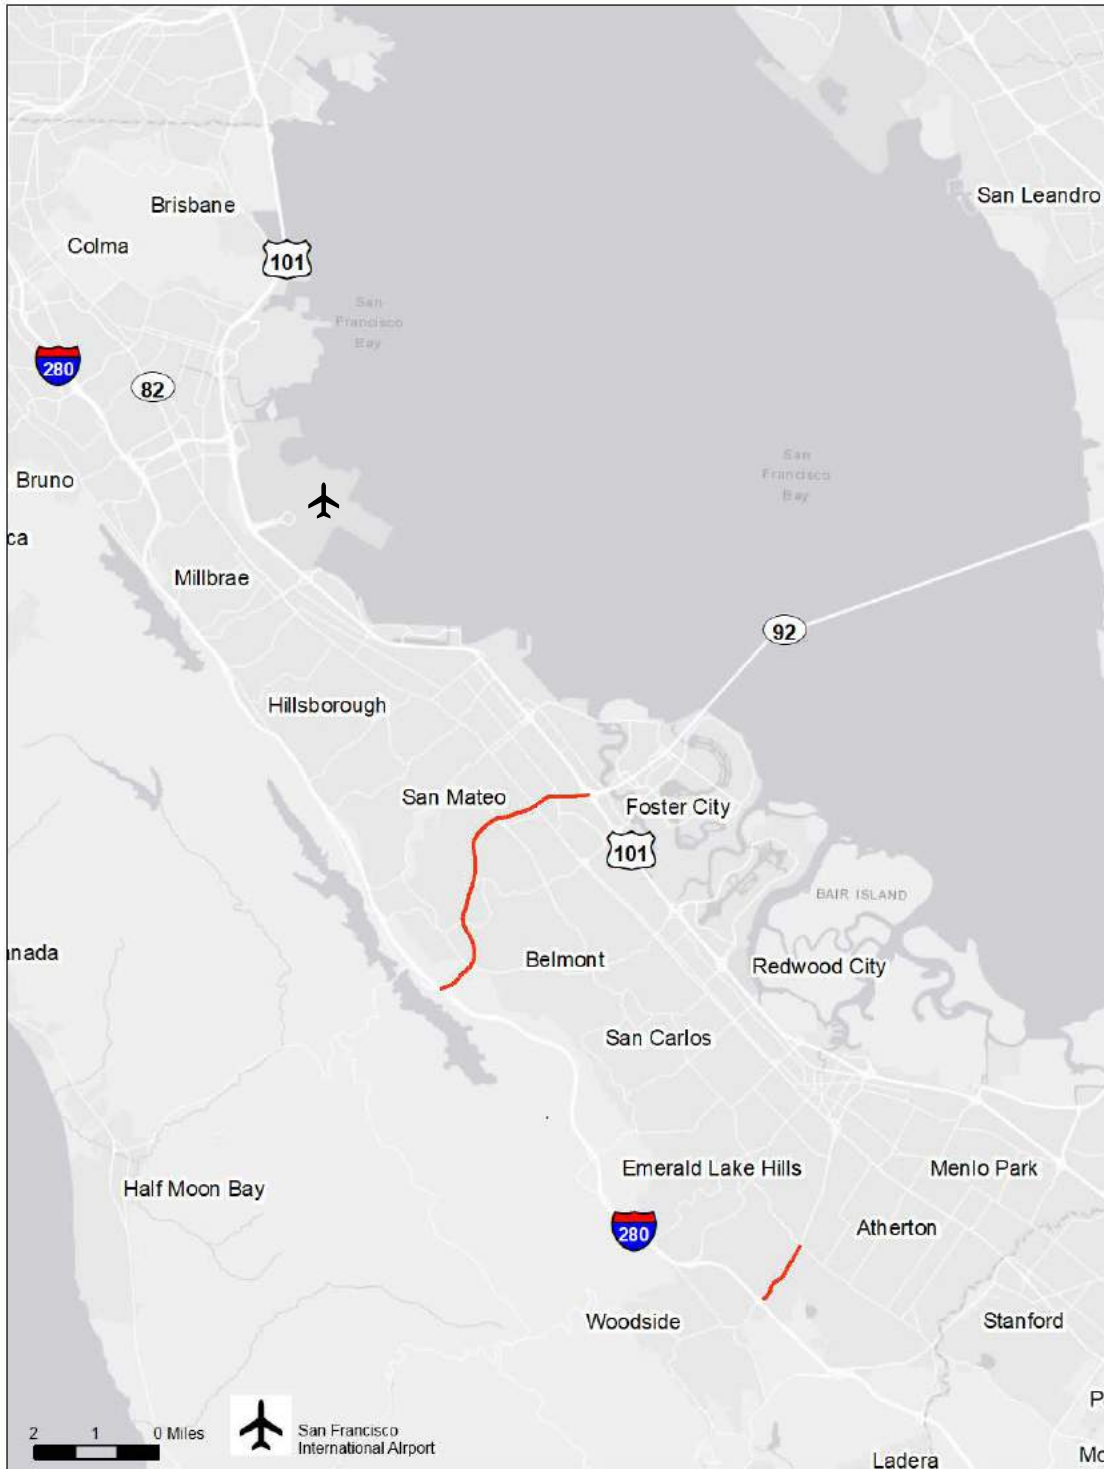 San Leandro
Brisbane
Colma
101
San
Francisco
Bay
280
82
San
Francisco
Bay
Bruno
ca
Millbrae
92
Hillsborough
San Mateo
Foster City
101
BAIR ISLAND
anada
Belmont
Redwood City
San Carlos
Emerald Lake Hills
Menlo Park
Half Moon Bay
280
Atherton
Woodside
Stanford
P
2 1 0 Miles
San Francisco
International Airport
Ladera
Mo